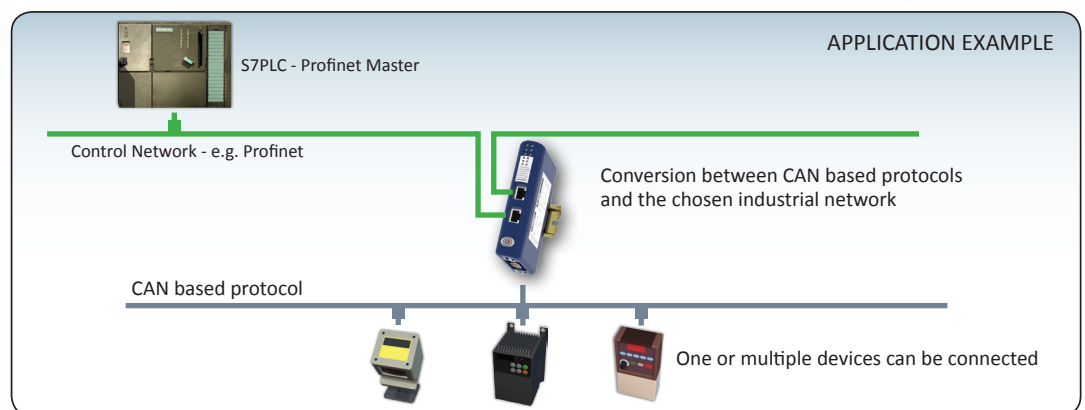 APPLICATION EXAMPLE
S7PLC - Profinet Master
Control Network - e.g. Profinet
Conversion between CAN based protocols
and the chosen industrial network
CAN based protocol
One or multiple devices can be connected